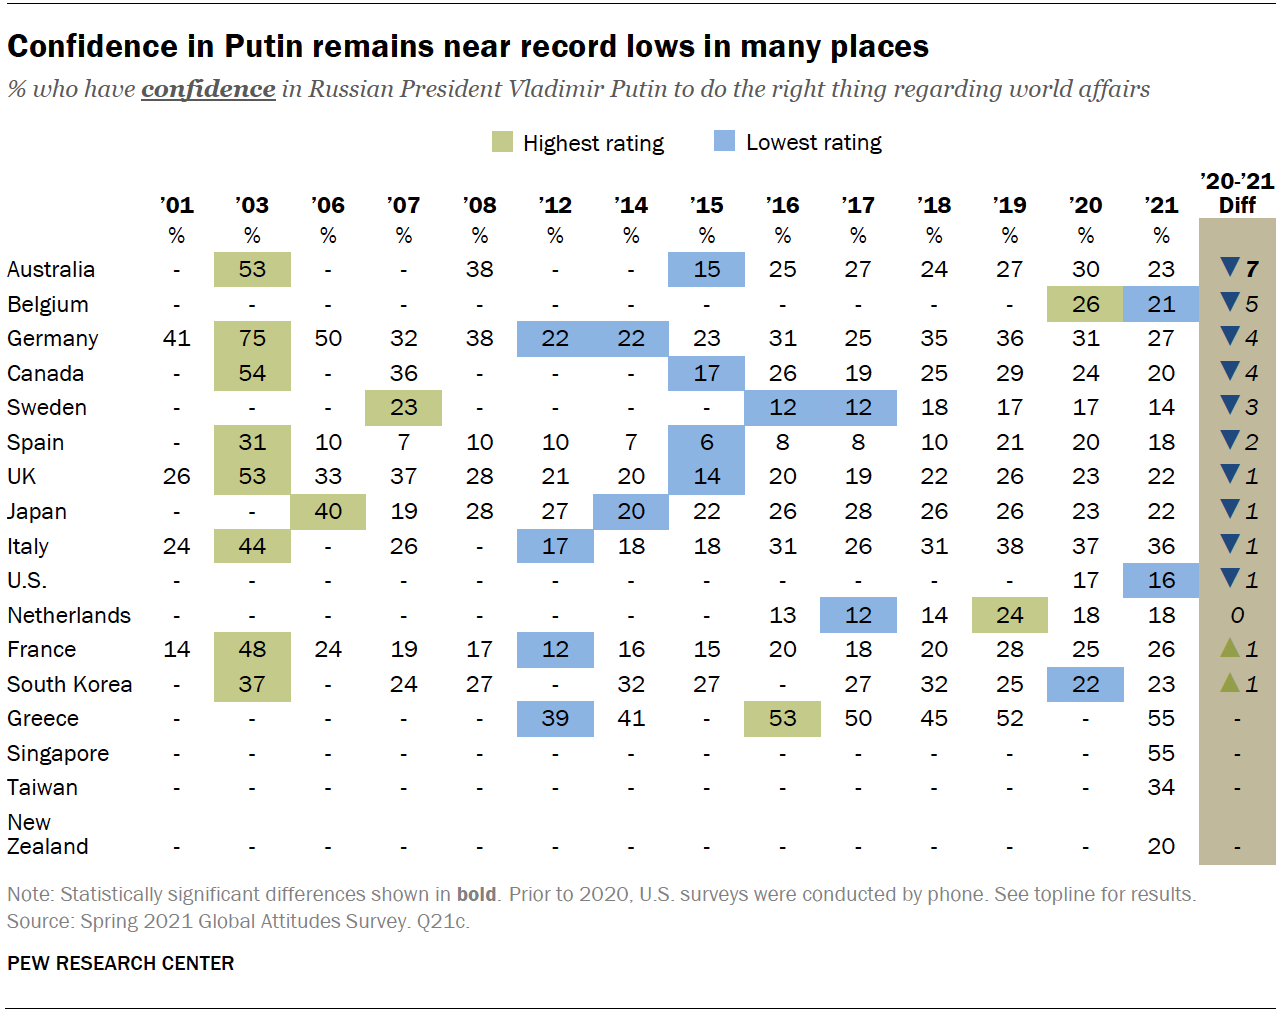 Confidence in Putin remains near record lows in many places
% who have confidence in Russian President Vladimir Putin to do the right thing regarding world affairs
Highest rating Lowest rating
’20-’21
’01 ’03 ’06 ’07 ’08 ’12 ’14 ’15 ’16 ’17 ’18 ’19 ’20 ’21 Diff
% % % % % % % % % % % % % %
Australia - 53 - - 38 - - 15 25 27 24 27 30 23 ▼ 7
Belgium - - - - - - - - - - - - 26 21 ▼ 5
Germany 41 75 50 32 38 22 22 23 31 25 35 36 31 27 ▼ 4
Canada - 54 - 36 - - - 17 26 19 25 29 24 20 ▼ 4
Sweden - - - 23 - - - - 12 12 18 17 17 14 ▼ 3
Spain - 31 10 7 10 10 7 6 8 8 10 21 20 18 ▼ 2
UK 26 53 33 37 28 21 20 14 20 19 22 26 23 22 ▼ 1
Japan - - 40 19 28 27 20 22 26 28 26 26 23 22 ▼ 1
Italy 24 44 - 26 - 17 18 18 31 26 31 38 37 36 ▼ 1
U.S. - - - - - - - - - - - - 17 16 ▼ 1
Netherlands - - - - - - - - 13 12 14 24 18 18 0
France 14 48 24 19 17 12 16 15 20 18 20 28 25 26 ▲ 1
South Korea - 37 - 24 27 - 32 27 - 27 32 25 22 23 ▲ 1
Greece - - - - - 39 41 - 53 50 45 52 - 55 -
Singapore - - - - - - - - - - - - - 55 -
Taiwan - - - - - - - - - - - - - 34 -
New
Zealand - - - - - - - - - - - - - 20 -
Note: Statistically significant differences shown in bold. Prior to 2020, U.S. surveys were conducted by phone. See topline for results.
Source: Spring 2021 Global Attitudes Survey. Q21c.
PEW RESEARCH CENTER